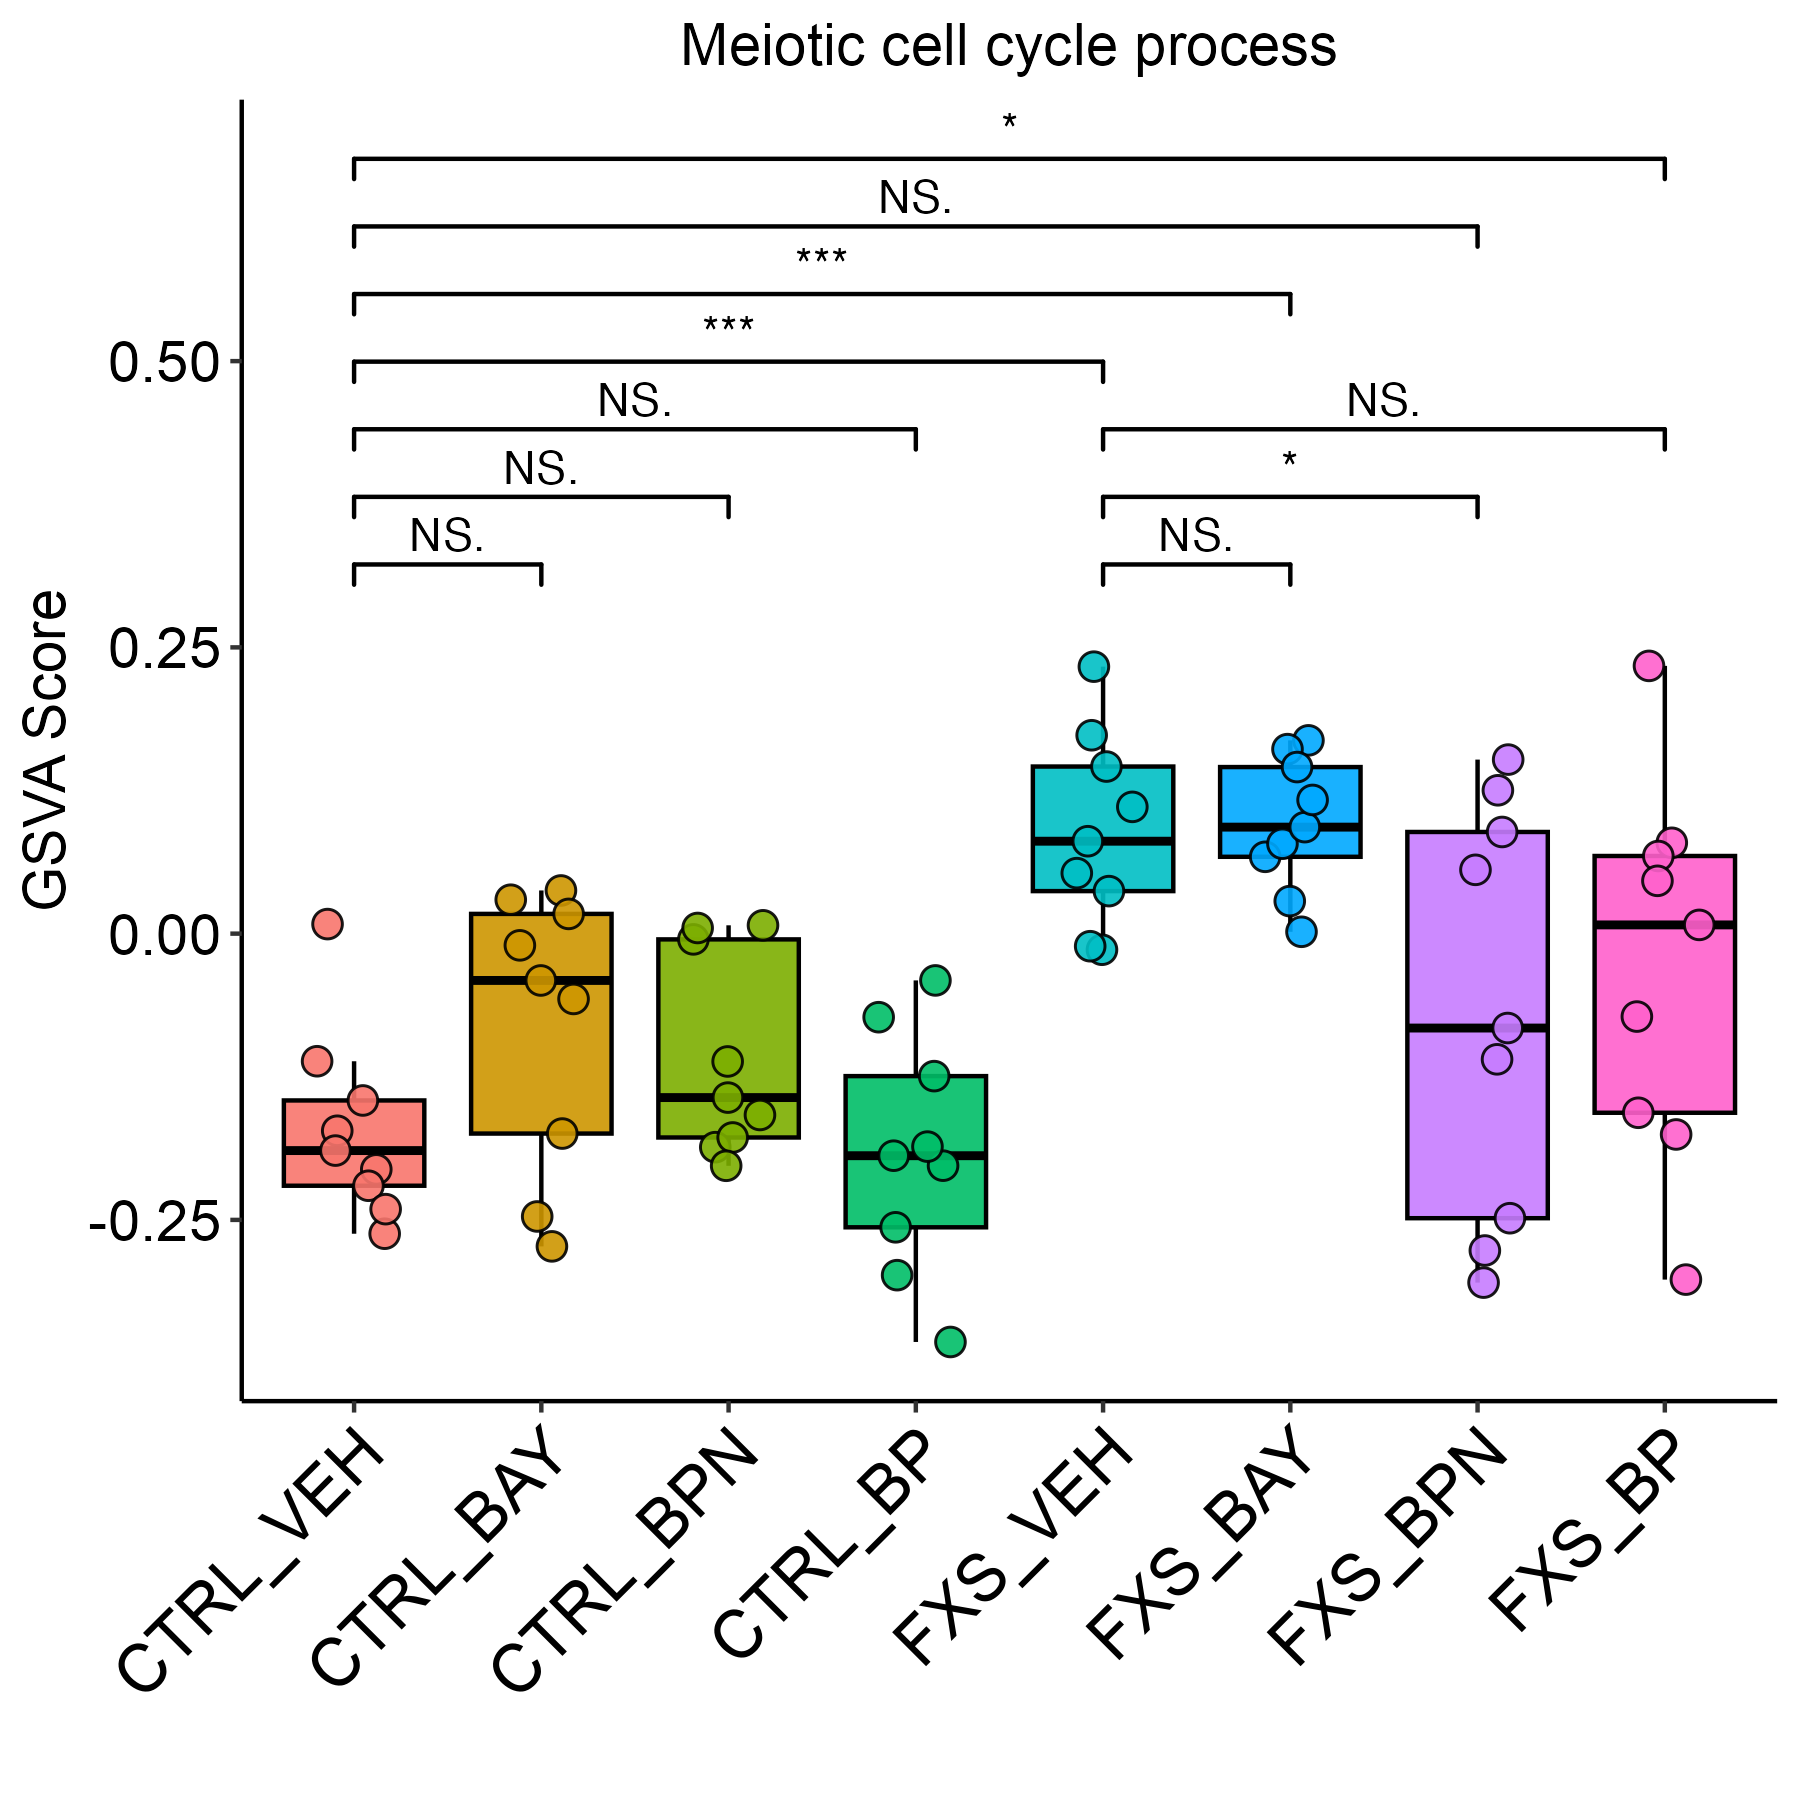 Meiotic cell cycle process
*
NS.
***
***
NS.
NS.
*
NS.
NS.
NS.
0.50
0.25
0.00
-0.25
GSVA Score
CTRL_VEH
CTRL_BAY
CTRL_BPN
CTRL_BP
FXS_VEH
FXS_BAY
FXS_BPN
FXS_BP